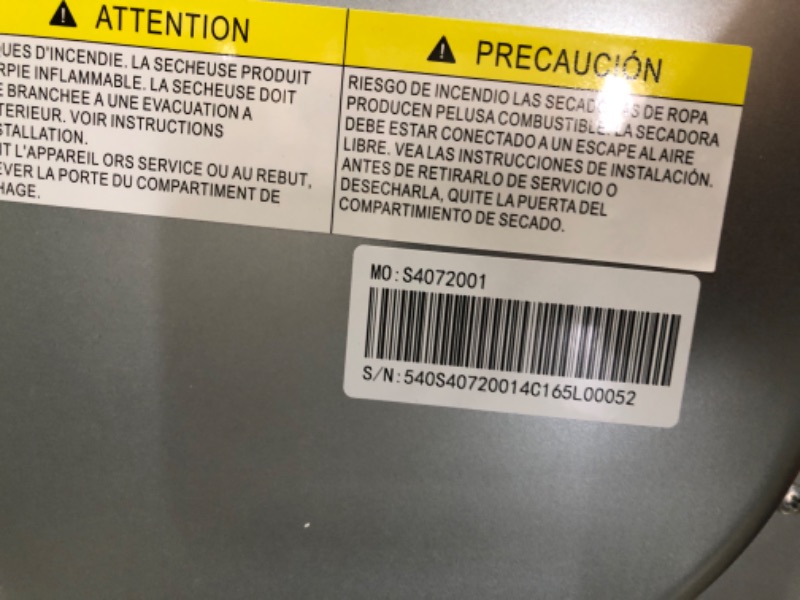 ATTENTION
UES D'INCENDIE. LA SECHEUSE PRODUIT
RPIE INFLAMMABLE. LA SECHEUSE DOIT
E BRANCHEE A UNE EVACUATION A
TERIEUR. VOIR INSTRUCTIONS
STALLATION.
NT L'APPAREIL ORS SERVICE OU AU REBUT,
EVER LA PORTE DU COMPARTIMENT DE
HAGE.
PRECAUCIÓN
RIESGO DE INCENDIO LAS SECADORAS DE ROPA
PRODUCEN PELUSA COMBUSTIBLE. LA SECADORA
DEBE ESTAR CONECTADO A UN ESCAPE AL AIRE
LIBRE. VEA LAS INSTRUCCIONES DE INSTALACIÓN.
ANTES DE RETIRARLO DE SERVICIO O
DESECHARLA, QUITE LA PUERTA DEL
COMPARTIMIENTO DE SECADO.
MO:S4072001
S/N:540S40720014C165L00052